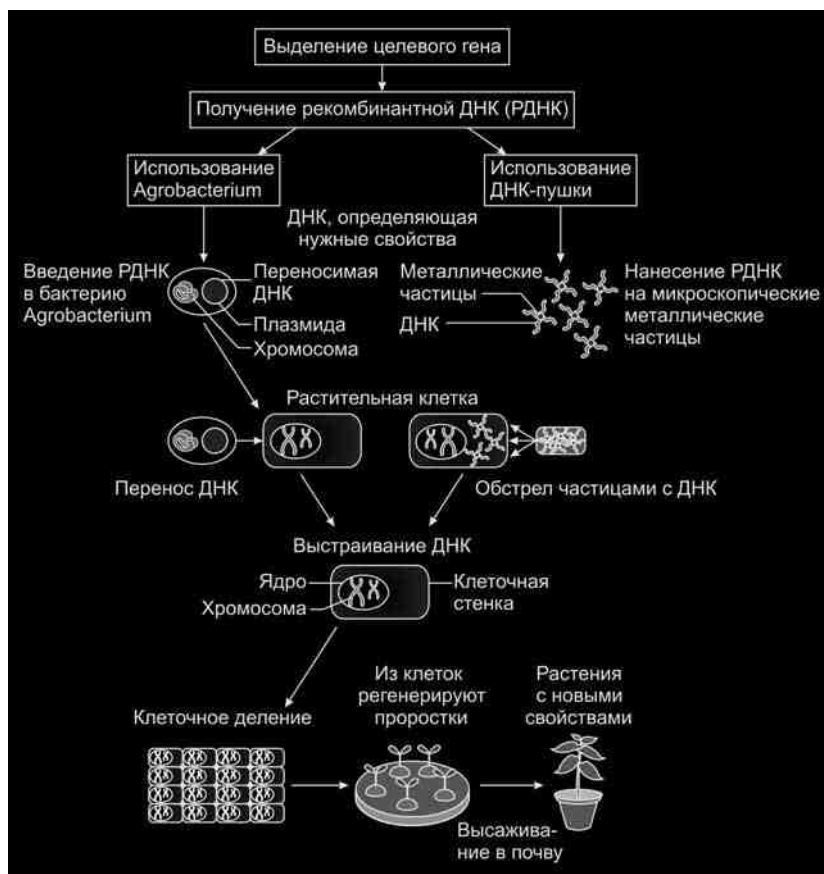 Выделение целевого гена
Получение рекомбинантной ДНК (РДНК)
Использование
Agrobacterium
Использование
ДНК-пушки
ДНК, определяющая
нужные свойства
Введение РДНК
в бактерию
Agrobacterium
Переносимая
ДНК
Плазмида
Хромосома
Металлические
частицы
ДНК
Нанесение РДНК
на микроскопические
металлические
частицы
Растительная клетка
Перенос ДНК
Обстрел частицами с ДНК
Выстраивание ДНК
Ядро
Хромосома
Клеточная
стенка
Клеточное деление
Из клеток
регенерируют
проростки
Растения
с новыми
свойствами
Высажива-
ние в почву